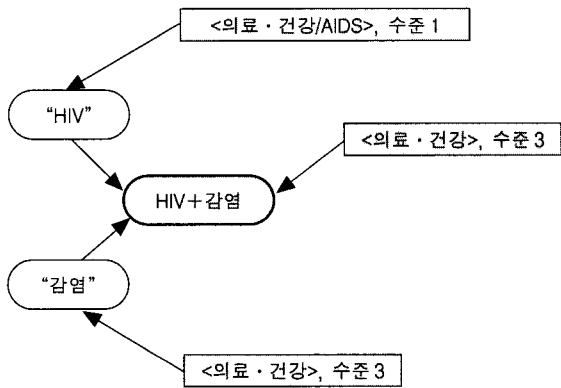 <의료·건강/AIDS>, 수준 1
“HIV”
<의료·건강>, 수준 3
HIV+감염
“감염”
<의료·건강>, 수준 3